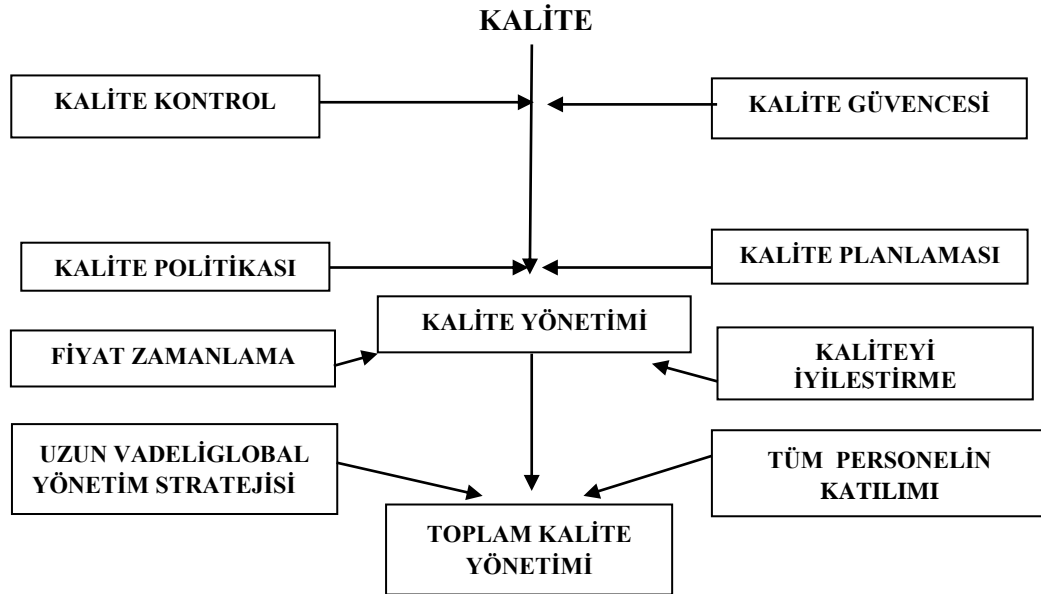 KALİTE
KALİTE KONTROL
KALİTE GÜVENCESİ
KALİTE POLİTİKASI
KALİTE PLANLAMASI
KALİTE YÖNETİMİ
FİYAT ZAMANLAMA
KALİTEYİ
İYİLEŞTİRME
UZUN VADELİGLOBAL
YÖNETİM STRATEJİSİ
TÜM PERSONELİN
KATILIMI
TOPLAM KALİTE
YÖNETİMİ